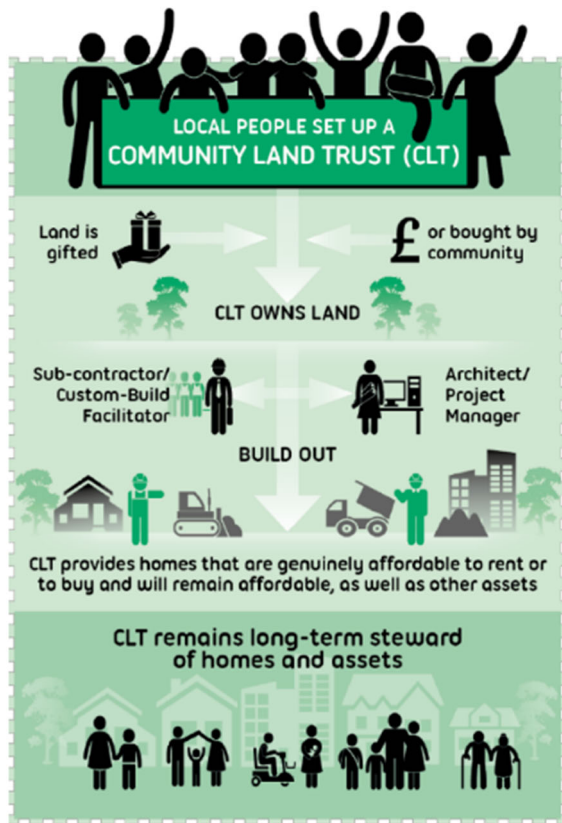 LOCAL PEOPLE SET UP A
COMMUNITY LAND TRUST (CLT)
Land is
gifted
£ or bought by
community
CLT OWNS LAND
Sub-contractor/
Custom-Build
Facilitator
Architect/
Project
Manager
BUILD OUT
CLT provides homes that are genuinely affordable to rent or
to buy and will remain affordable, as well as other assets
CLT remains long-term steward
of homes and assets